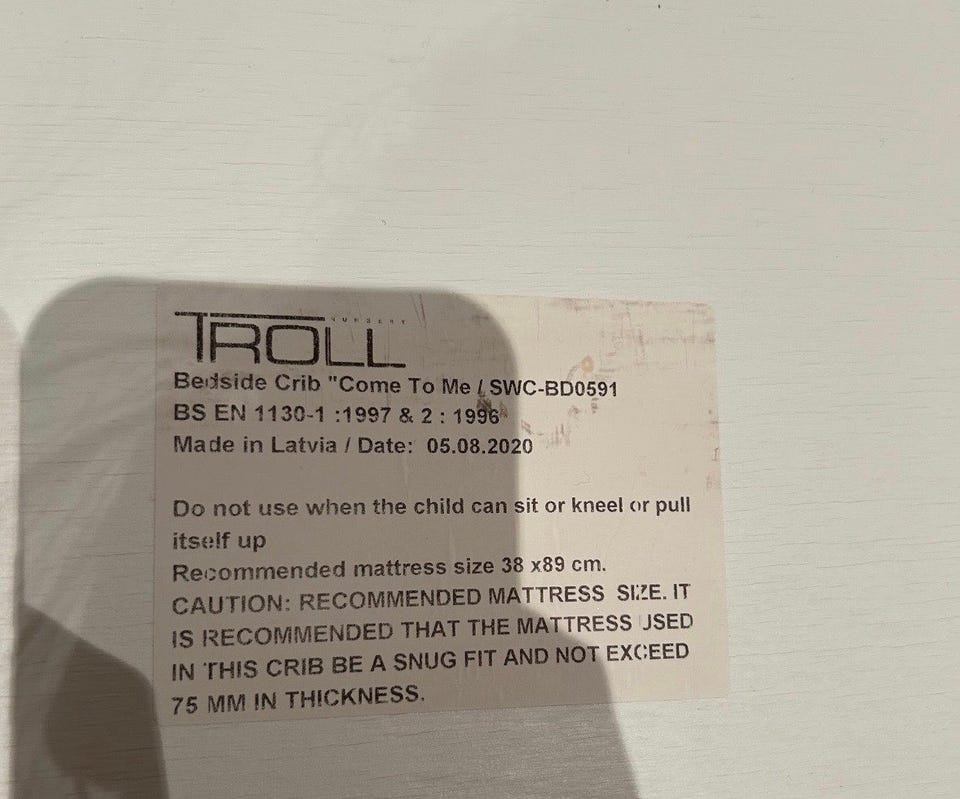 TROLL
NURSERY
Bedside Crib "Come To Me / SWC-BD0591
BS EN 1130-1 :1997 & 2 : 1996
Made in Latvia / Date: 05.08.2020
Do not use when the child can sit or kneel or pull
itself up
Recommended mattress size 38 x89 cm.
CAUTION: RECOMMENDED MATTRESS SIZE. IT
IS RECOMMENDED THAT THE MATTRESS USED
IN THIS CRIB BE A SNUG FIT AND NOT EXCEED
75 MM IN THICKNESS.